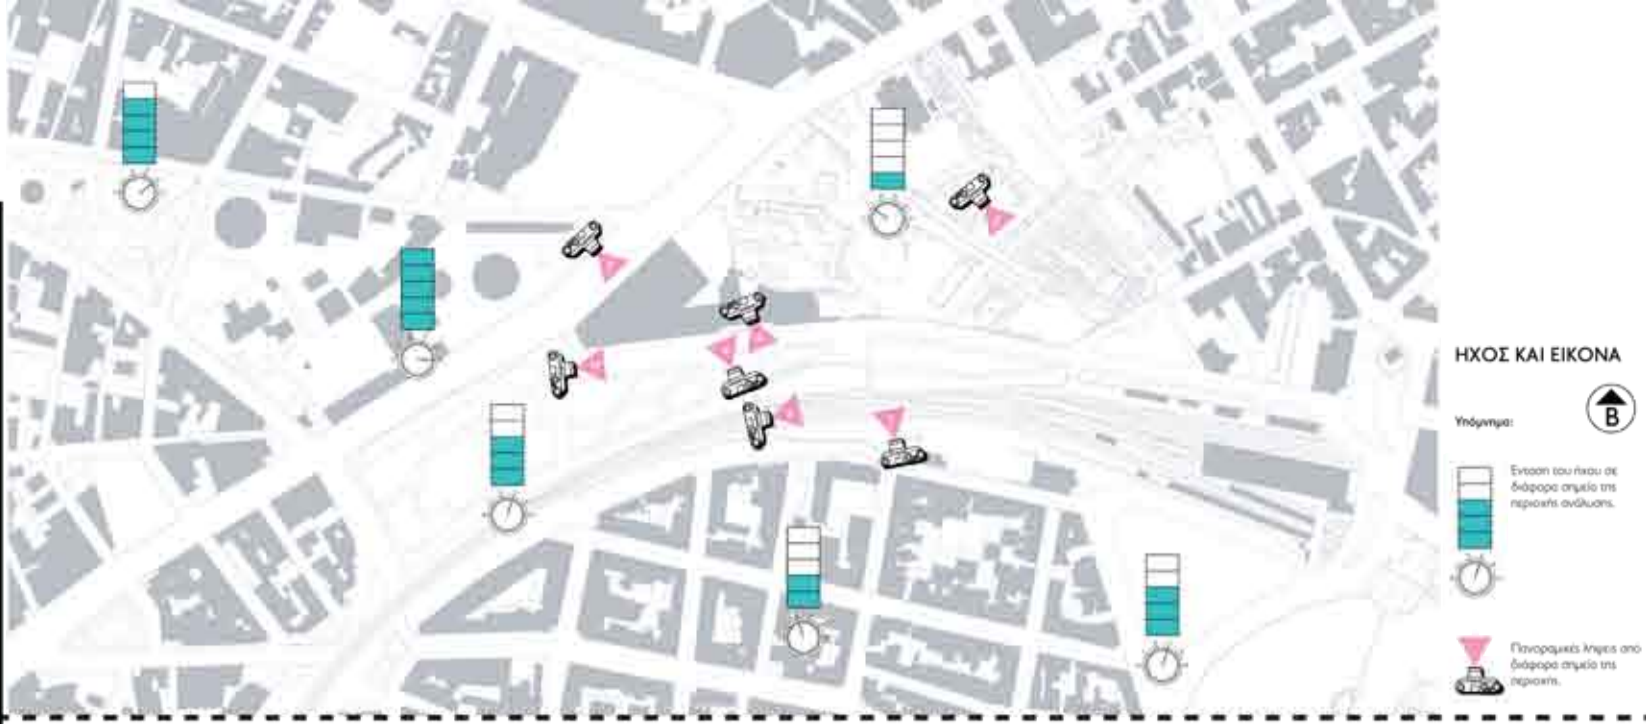 ΗΧΟΣ ΚΑΙ ΕΙΚΟΝΑ
Β
Υπόμνημα:
Ένταση του ήχου σε
διάφορα σημεία της
περιοχής ανάλυσης.
Πανοραμικές λήψεις από
διάφορα σημεία της
περιοχής.